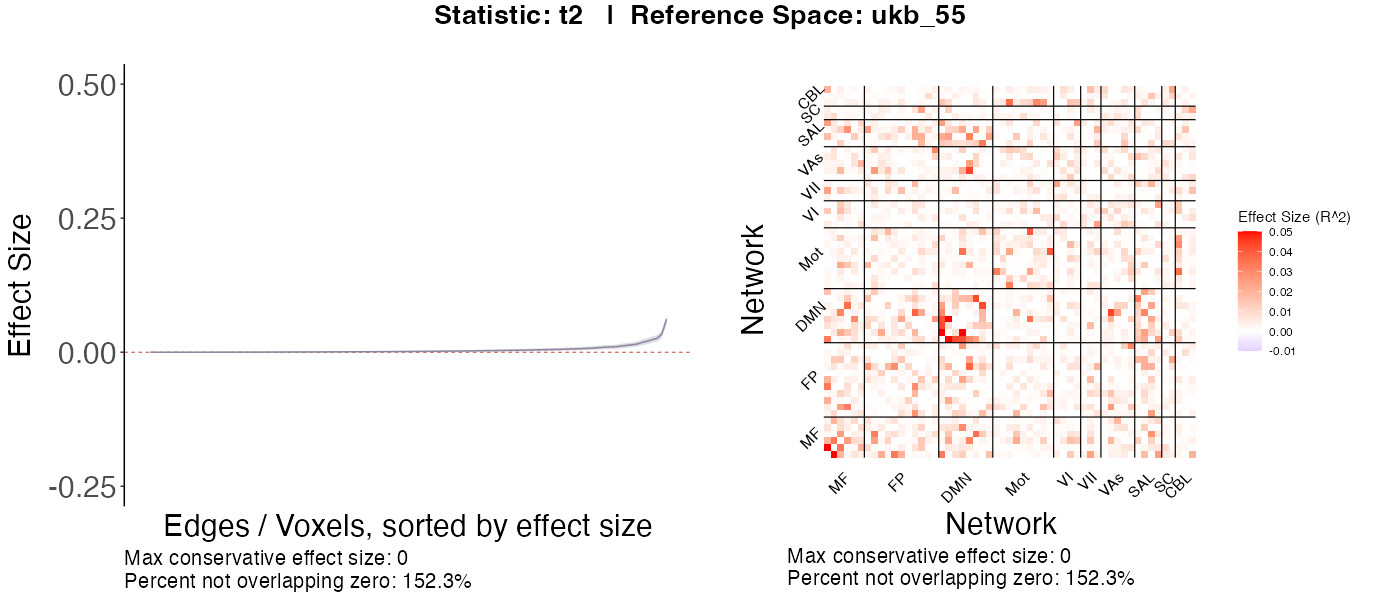 Statistic: t2 | Reference Space: ukb_55
Effect Size
0.50
0.25
0.00
-0.25
Edges / Voxels, sorted by effect size
Max conservative effect size: 0
Percent not overlapping zero: 152.3%
Network
CBL
SC
SAL
VAs
VII
VI
Mot
DMN
FP
MF
MF
FP
DMN
Mot
VI
VII
VAs
SAL
SC
CBL
Network
Max conservative effect size: 0
Percent not overlapping zero: 152.3%
Effect Size (R^2)
0.05
0.04
0.03
0.02
0.01
0.00
-0.01